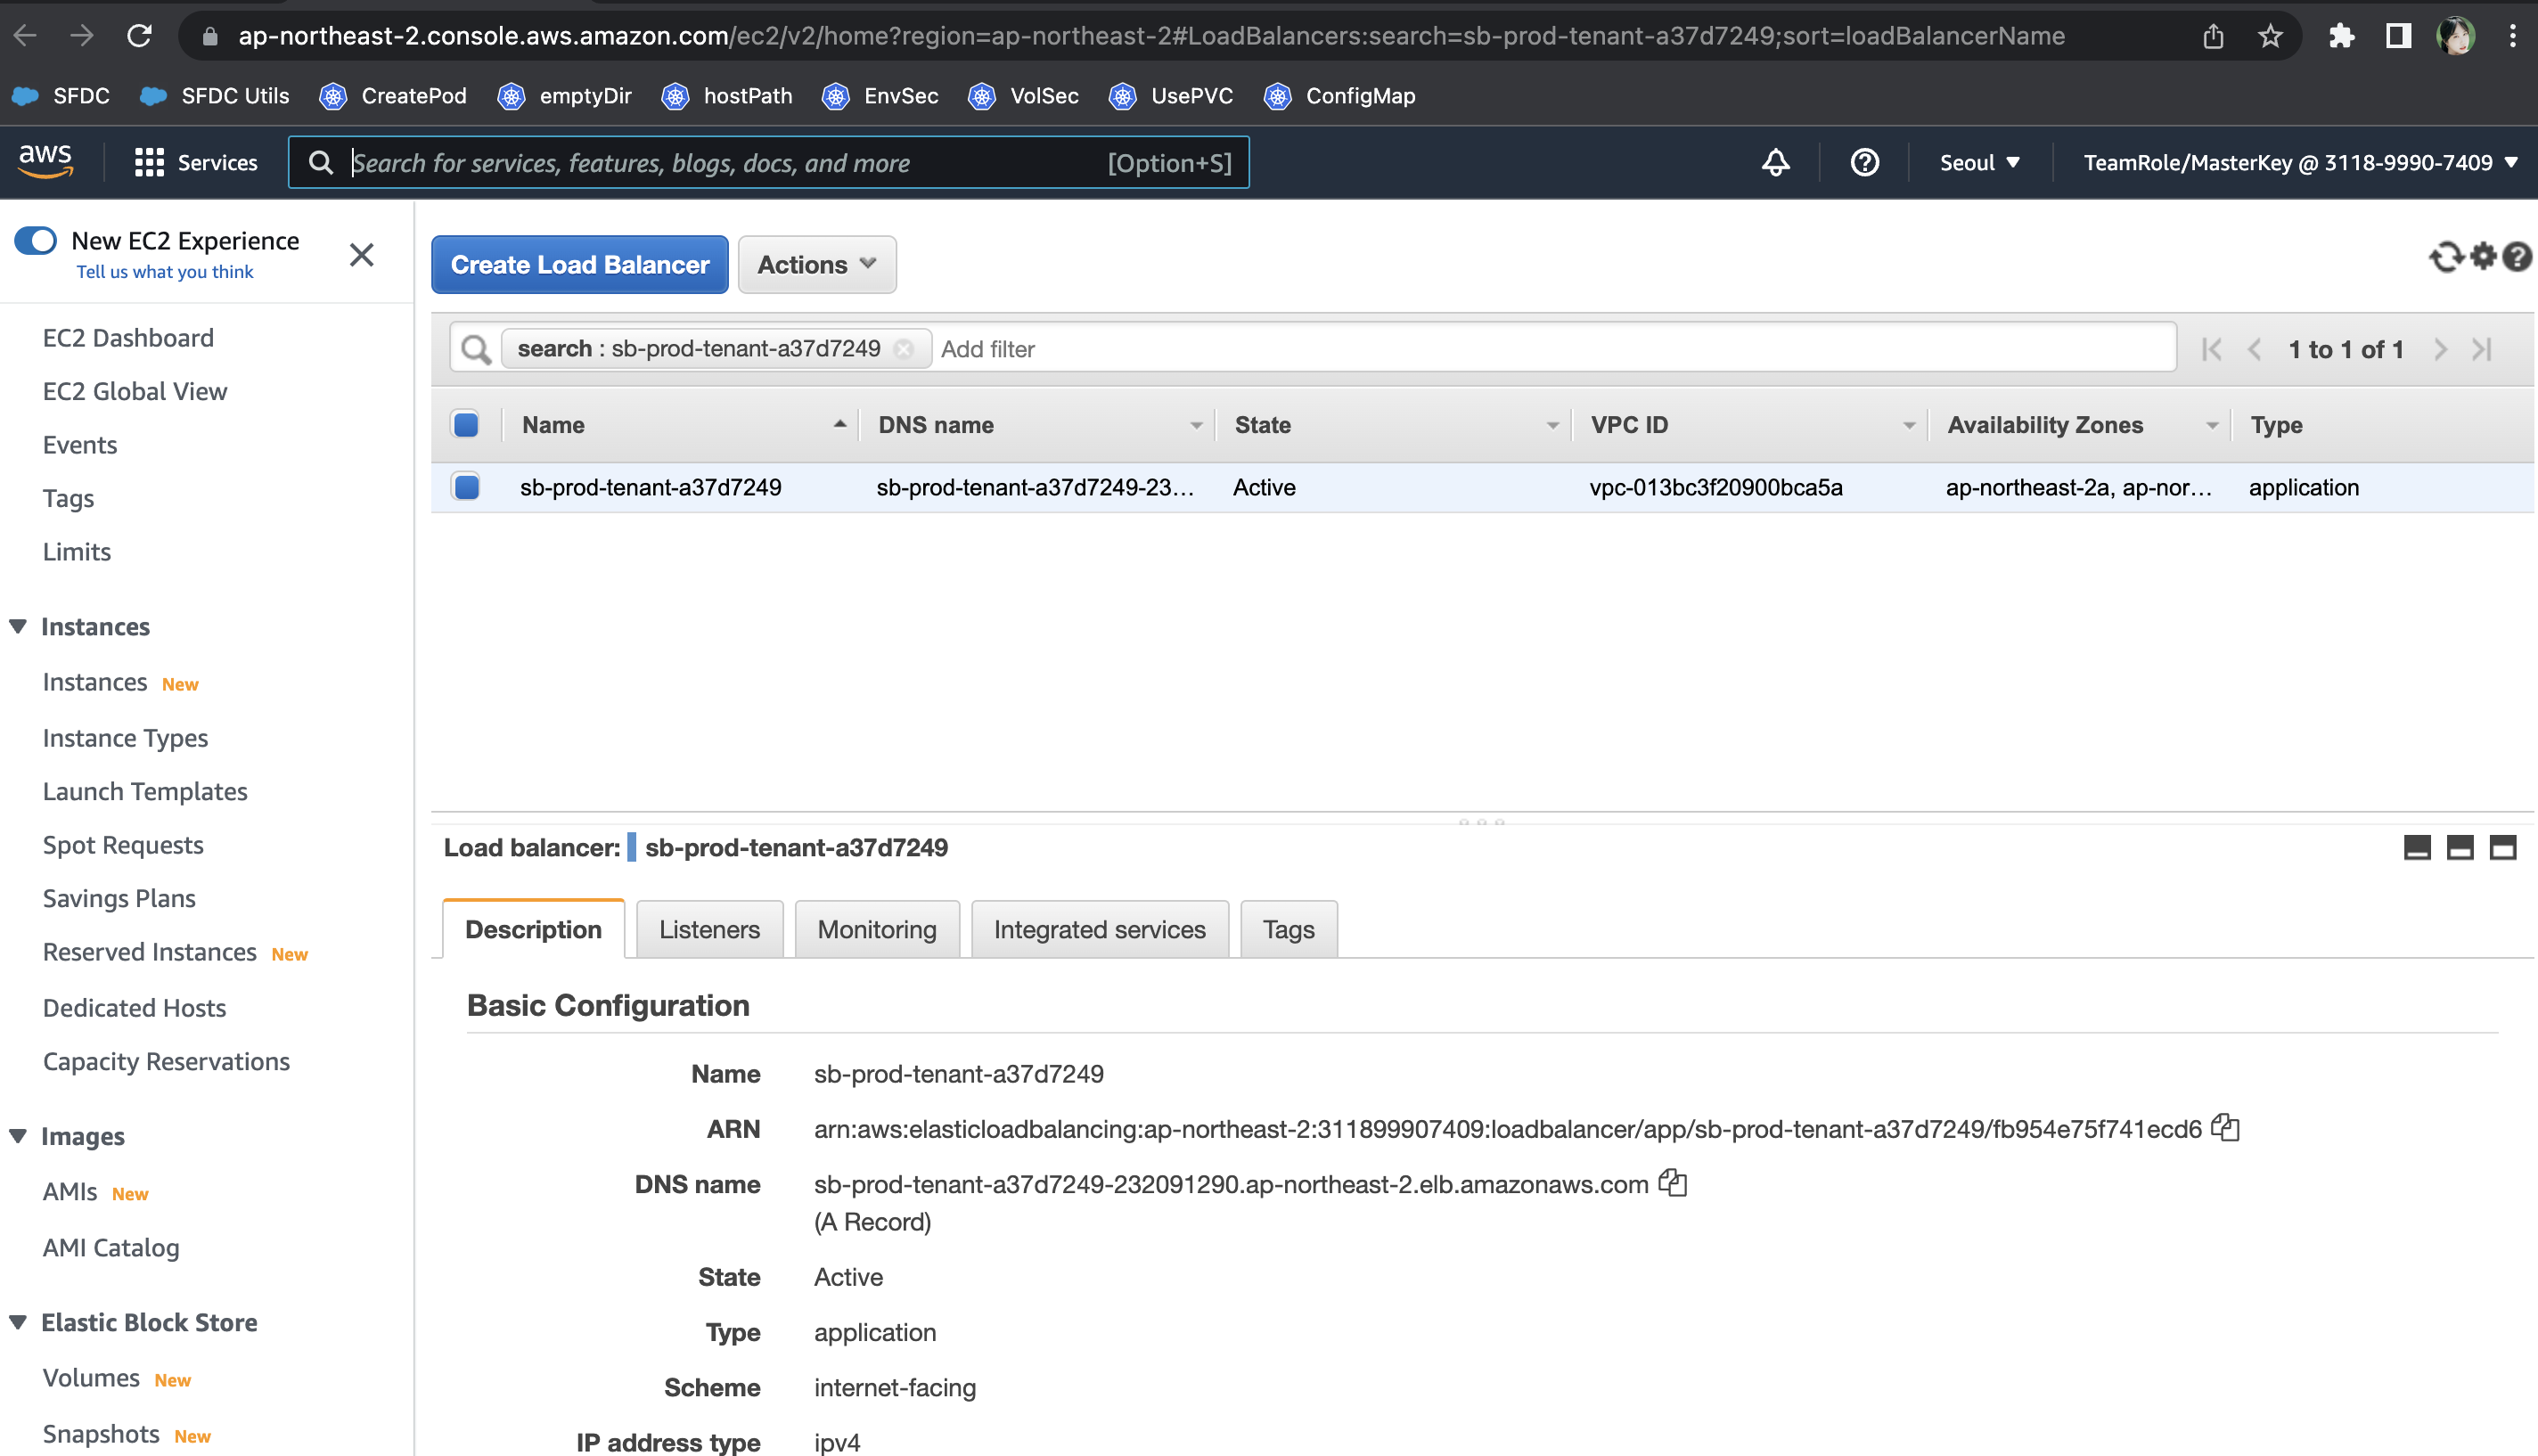 ap-northeast-2.console.aws.amazon.com/ec2/v2/home?region=ap-northeast-2#LoadBalancers:search=sb-prod-tenant-a37d7249;sort=loadBalancerName
SFDC SFDC Utils CreatePod emptyDir hostPath EnvSec VolSec UsePVC ConfigMap
aws Services Search for services, features, blogs, docs, and more [Option+S] Seoul TeamRole/MasterKey @ 3118-9990-7409
New EC2 Experience
Tell us what you think
EC2 Dashboard
EC2 Global View
Events
Tags
Limits
Instances
Instances New
Instance Types
Launch Templates
Spot Requests
Savings Plans
Reserved Instances New
Dedicated Hosts
Capacity Reservations
Images
AMIs New
AMI Catalog
Elastic Block Store
Volumes New
Snapshots New
Create Load Balancer Actions
search : sb-prod-tenant-a37d7249 Add filter 1 to 1 of 1
Name DNS name State VPC ID Availability Zones Type
sb-prod-tenant-a37d7249 sb-prod-tenant-a37d7249-23... Active vpc-013bc3f20900bca5a ap-northeast-2a, ap-nor... application
Load balancer: sb-prod-tenant-a37d7249
Description Listeners Monitoring Integrated services Tags
Basic Configuration
Name sb-prod-tenant-a37d7249
ARN arn:aws:elasticloadbalancing:ap-northeast-2:311899907409:loadbalancer/app/sb-prod-tenant-a37d7249/fb954e75f741ecd6
DNS name sb-prod-tenant-a37d7249-232091290.ap-northeast-2.elb.amazonaws.com
(A Record)
State Active
Type application
Scheme internet-facing
IP address type ipv4